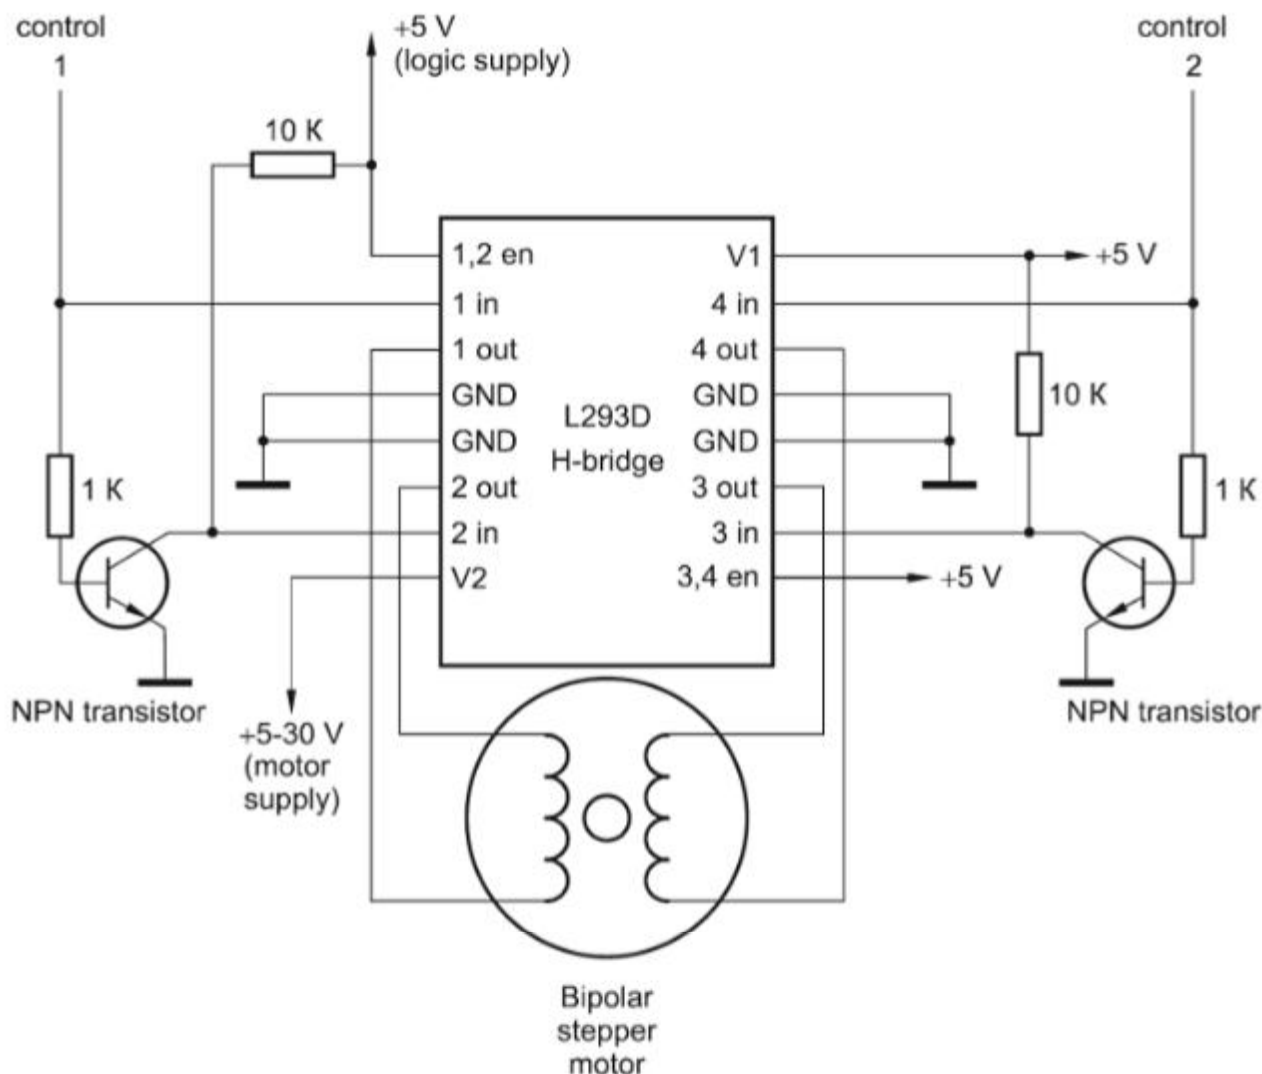 control
1
+5 V
(logic supply)
control
2
10 K
1,2 en
V1
+5 V
1 in
4 in
1 out
4 out
GND
GND
10 K
L293D
GND
GND
H-bridge
1 K
2 out
3 out
1 K
2 in
3 in
V2
3,4 en
+5 V
NPN transistor
NPN transistor
+5-30 V
(motor
supply)
Bipolar
stepper
motor